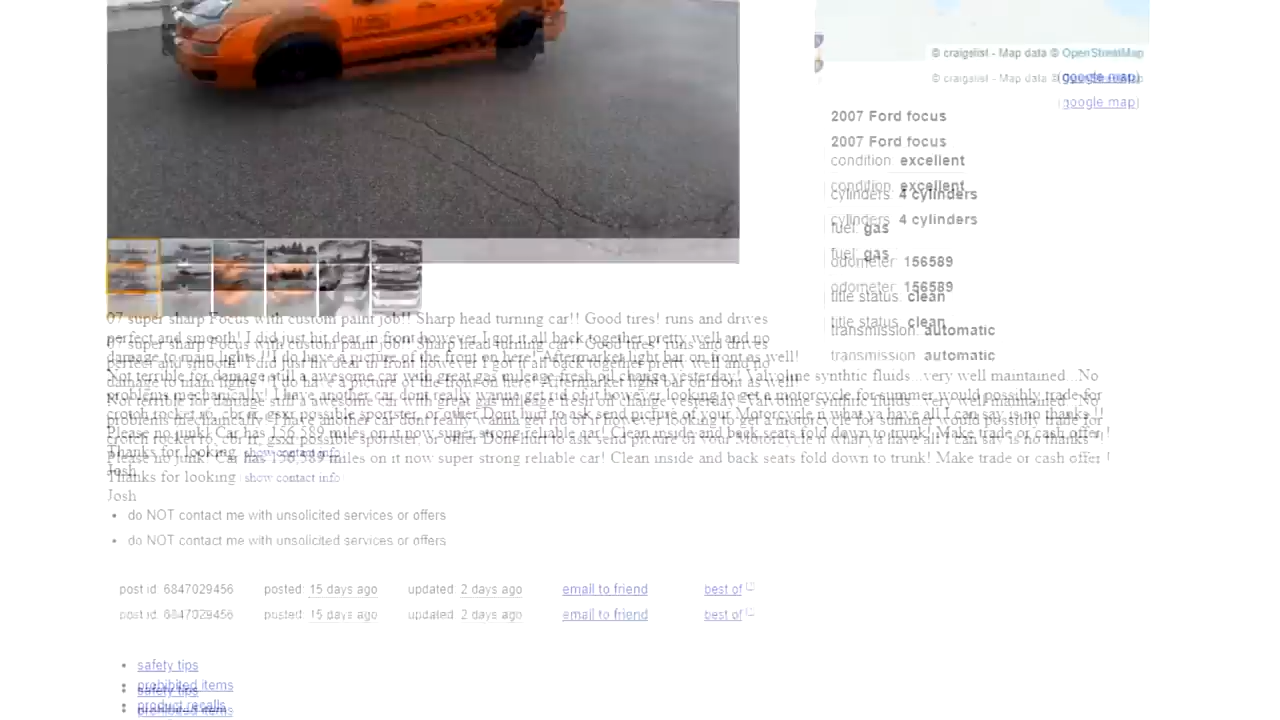 © craigslist - Map data © OpenStreetMap
(google map)
2007 Ford focus
condition: excellent
cylinders: 4 cylinders
fuel: gas
odometer: 156589
title status: clean
transmission: automatic
07 super sharp Focus with custom paint job!! Sharp head turning car!! Good tires! runs and drives
perfect and smooth! I did just hit dear in front however I got it all back together pretty well and no
damage to main lights !!I do have a picture of the front on here! Aftermarket light bar on front as well!
Not terrible for damage still a awesome car with great gas mileage fresh oil change yesterday! Valvoline synthtic fluids...very well maintained...No
problems mechanically! I have another car dont really wanna get rid of it however looking to get a motorcycle for summer would possibly trade for
crotch rocket r6, cbr rr, gsxr possible sportster, or other Dont hurt to ask send picture of your Motorcycle n what ya have all I can say is no thanks !!
Please no junk! Car has 156,589 miles on it now super strong reliable car! Clean inside and back seats fold down to trunk! Make trade or cash offer !
Thanks for looking show contact info
Josh
do NOT contact me with unsolicited services or offers
post id: 6847029456 posted: 15 days ago updated: 2 days ago email to friend best of [?]
safety tips
prohibited items
product recalls